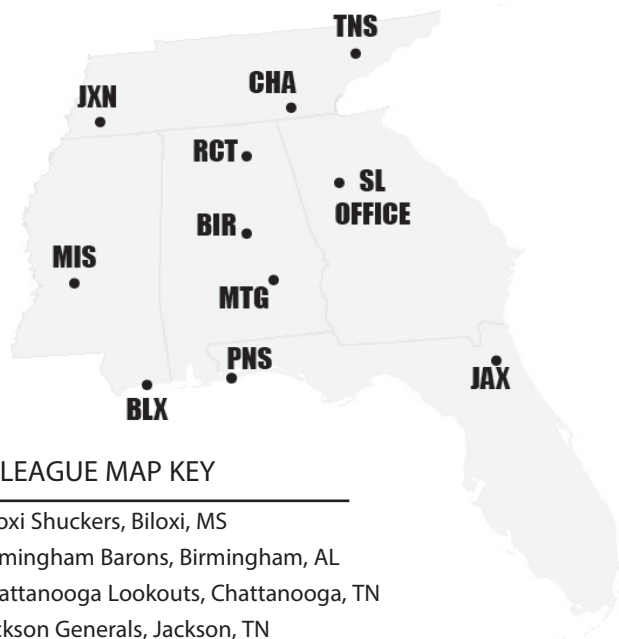 TNS
CHA
JXN
RCT
SL
OFFICE
BIR
MIS
MTG
PNS
JAX
BLX
LEAGUE MAP KEY
oxi Shuckers, Biloxi, MS
mingham Barons, Birmingham, AL
attanooga Lookouts, Chattanooga, TN
kson Generals, Jackson, TN